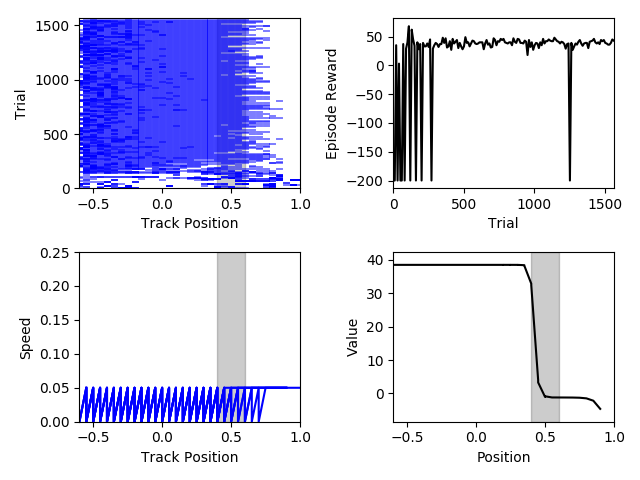 1500
1000
500
0
Trial
−0.5 0.0 0.5 1.0
Track Position
50
0
−50
−100
−150
−200
Episode Reward
0 500 1000 1500
Trial
0.25
0.20
0.15
0.10
0.05
0.00
Speed
−0.5 0.0 0.5 1.0
Track Position
40
30
20
10
0
Value
−0.5 0.0 0.5 1.0
Position